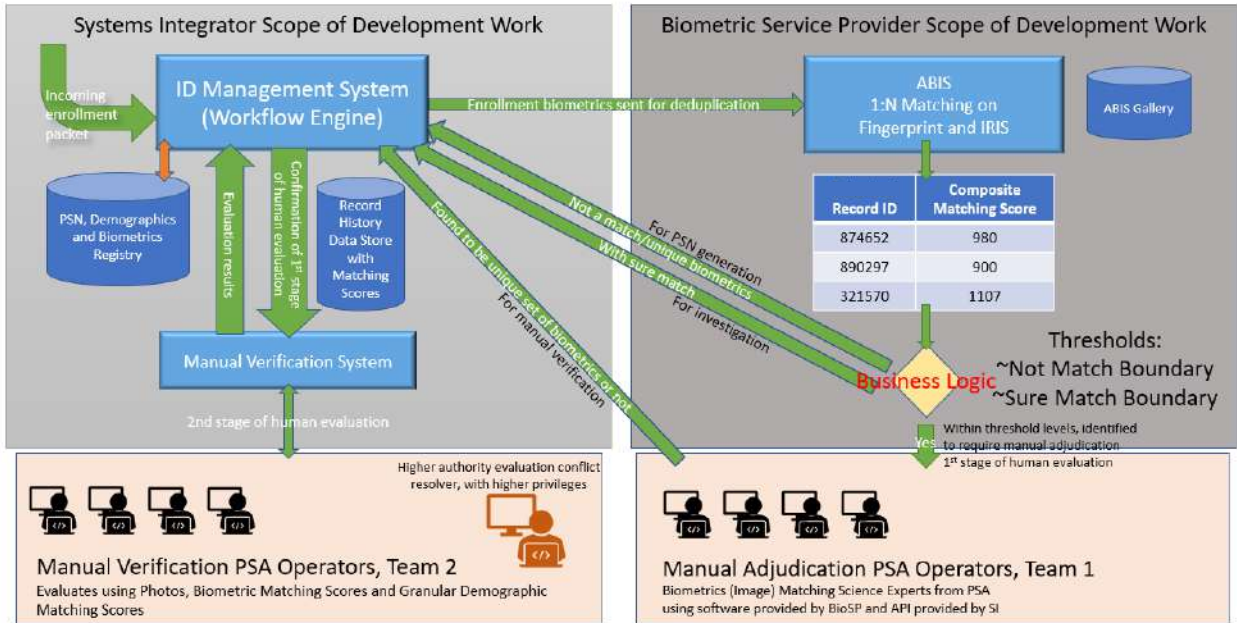 Systems Integrator Scope of Development Work
Incoming
enrollment
packet
ID Management System
(Workflow Engine)
PSN, Demographics
and Biometrics
Registry
Evaluation results
Confirmation of 1st stage
of human evaluation
Record
History
Data Store
with
Matching
Scores
Manual Verification System
2nd stage of human evaluation
Enrollment biometrics sent for deduplication
For PSN generation
Not a match/unique biometrics
With sure match
For investigation
Found to be unique set of biometrics or not
For manual verification
Biometric Service Provider Scope of Development Work
ABIS
1:N Matching on
Fingerprint and IRIS
ABIS Gallery
Record ID Composite
Matching Score
874652 980
890297 900
321570 1107
Business Logic
Thresholds:
~Not Match Boundary
~Sure Match Boundary
Yes
Within threshold levels, identified
to require manual adjudication
1st stage of human evaluation
Higher authority evaluation conflict
resolver, with higher privileges
Manual Verification PSA Operators, Team 2
Evaluates using Photos, Biometric Matching Scores and Granular Demographic
Matching Scores
Manual Adjudication PSA Operators, Team 1
Biometrics (Image) Matching Science Experts from PSA
using software provided by BioSP and API provided by SI